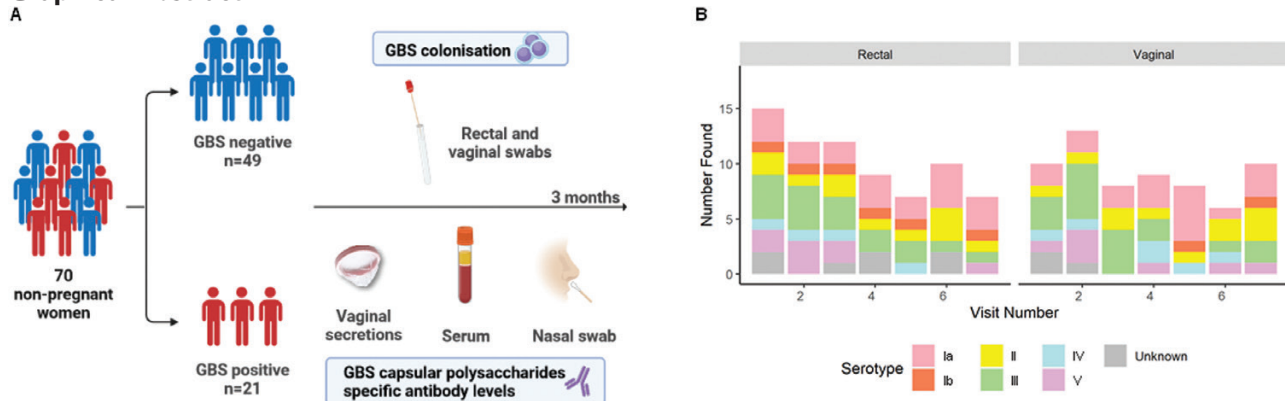 A
GBS negative
n=49
GBS colonisation
Rectal and
vaginal swabs
3 months
70
non-pregnant
women
Vaginal
secretions
Serum
Nasal swab
GBS positive
n=21
GBS capsular polysaccharides
specific antibody levels
B
Rectal
Vaginal
Number Found
15
10
5
0
2
4
6
2
4
6
Visit Number
Serotype
Ia
II
IV
Unknown
Ib
III
V